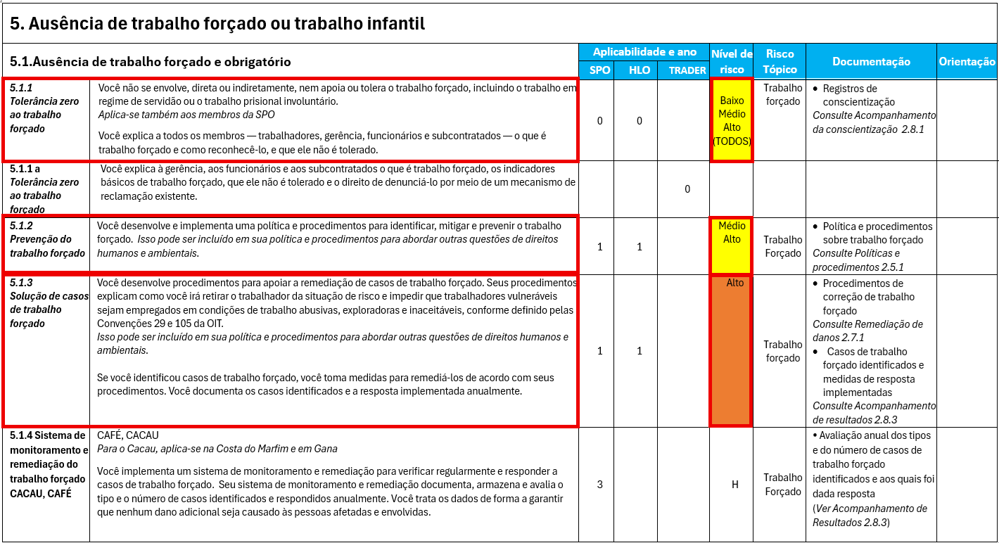 5. Ausência de trabalho forçado ou trabalho infantil
5.1.Ausência de trabalho forçado e obrigatório
Aplicabilidade e ano
SPO
HLO
TRADER
Nível de
risco
Risco
Tópico
Documentação
Orientação
5.1.1
Tolerância zero
ao trabalho
forçado
Você não se envolve, direta ou indiretamente, nem apoia ou tolera o trabalho forçado, incluindo o trabalho em
regime de servidão ou o trabalho prisional involuntário.
Aplica-se também aos membros da SPO
Você explica a todos os membros — trabalhadores, gerência, funcionários e subcontratados — o que é
trabalho forçado e como reconhecê-lo, e que ele não é tolerado.
0
0
Baixo
Médio
Alto
(TODOS)
Trabalho
forçado
• Registros de
conscientização
Consulte Acompanhamento
da conscientização 2.8.1
5.1.1 a
Tolerância zero
ao trabalho
forçado
Você explica à gerência, aos funcionários e aos subcontratados o que é trabalho forçado, os indicadores
básicos de trabalho forçado, que ele não é tolerado e o direito de denunciá-lo por meio de um mecanismo de
reclamação existente.
0
5.1.2
Prevenção do
trabalho forçado
Você desenvolve e implementa uma política e procedimentos para identificar, mitigar e prevenir o trabalho
forçado. Isso pode ser incluído em sua política e procedimentos para abordar outras questões de direitos
humanos e ambientais.
1
1
Médio
Alto
Trabalho
Forçado
• Política e procedimentos
sobre trabalho forçado
Consulte Políticas e
procedimentos 2.5.1
5.1.3
Solução de casos
de trabalho
forçado
Você desenvolve procedimentos para apoiar a remediação de casos de trabalho forçado. Seus procedimentos
explicam como você irá retirar o trabalhador da situação de risco e impedir que trabalhadores vulneráveis
sejam empregados em condições de trabalho abusivas, exploradoras e inaceitáveis, conforme definido pelas
Convenções 29 e 105 da OIT.
Isso pode ser incluído em sua política e procedimentos para abordar outras questões de direitos humanos e
ambientais.
Se você identificou casos de trabalho forçado, você toma medidas para remediá-los de acordo com seus
procedimentos. Você documenta os casos identificados e a resposta implementada anualmente.
1
1
Alto
Trabalho
forçado
• Procedimentos de
correção de trabalho
forçado
Consulte Remediação de
danos 2.7.1
• Casos de trabalho
forçado identificados e
medidas de resposta
implementadas
Consulte Acompanhamento
de resultados 2.8.3
5.1.4 Sistema de
monitoramento e
remediação do
trabalho forçado
CACAU, CAFÉ
CAFÉ, CACAU
Para o Cacau, aplica-se na Costa do Marfim e em Gana
Você implementa um sistema de monitoramento e remediação para verificar regularmente e responder a
casos de trabalho forçado. Seu sistema de monitoramento e remediação documenta, armazena e avalia o
tipo e o número de casos identificados e respondidos anualmente. Você trata os dados de forma a garantir
que nenhum dano adicional seja causado às pessoas afetadas e envolvidas.
3
H
Trabalho
Forçado
• Avaliação anual dos tipos
e do número de casos de
trabalho forçado
identificados e aos quais foi
dada resposta
(Ver Acompanhamento de
Resultados 2.8.3)